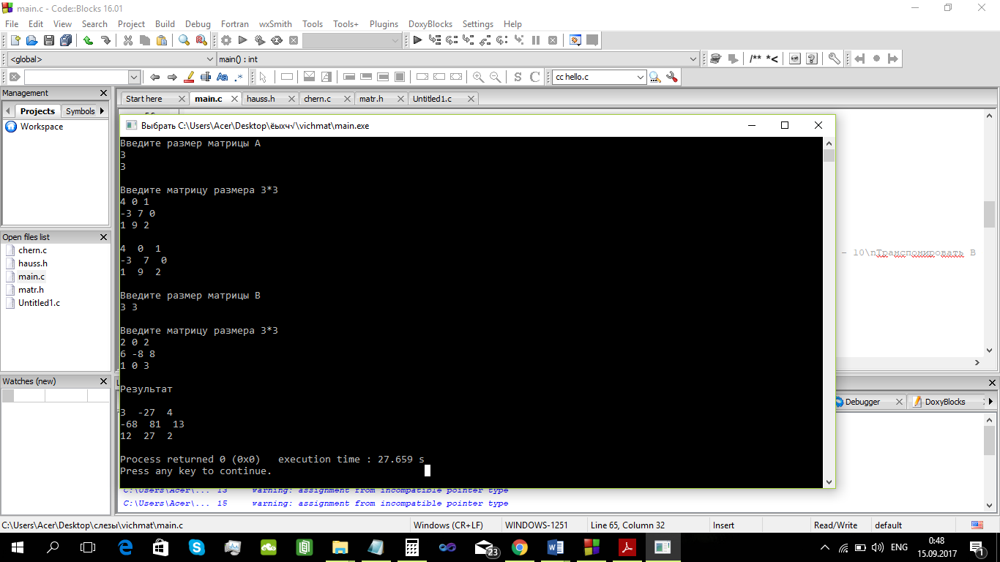 main.c - Code::Blocks 16.01
File Edit View Search Project Build Debug Fortran wxSmith Tools Tools+ Plugins DoxyBlocks Settings Help
<global> main() : int
/** *<
cc hello.c
Management
Projects Symbols
Workspace
Start here main.c hauss.h chern.c matr.h Untitled1.c
Выбрать C:\Users\Acer\Desktop\ёыхч√\vichmat\main.exe
Введите размер матрицы A
3
3
Введите матрицу размера 3*3
4 0 1
-3 7 0
1 9 2
4 0 1
-3 7 0
1 9 2
Введите размер матрицы B
3 3
Введите матрицу размера 3*3
2 0 2
6 -8 8
1 0 3
Результат
3 -27 4
-68 81 13
12 27 2
Process returned 0 (0x0) execution time : 27.659 s
Press any key to continue.
- 10\nТранспонировать B
Open files list
chern.c
hauss.h
main.c
matr.h
Untitled1.c
Watches (new)
Debugger DoxyBlocks
C:\Users\Acer\... 13 warning: assignment from incompatible pointer type
C:\Users\Acer\... 15 warning: assignment from incompatible pointer type
C:\Users\Acer\Desktop\слезы\vichmat\main.c Windows (CR+LF) WINDOWS-1251 Line 65, Column 32 Insert Read/Write default
23 ENG 0:48
15.09.2017 1